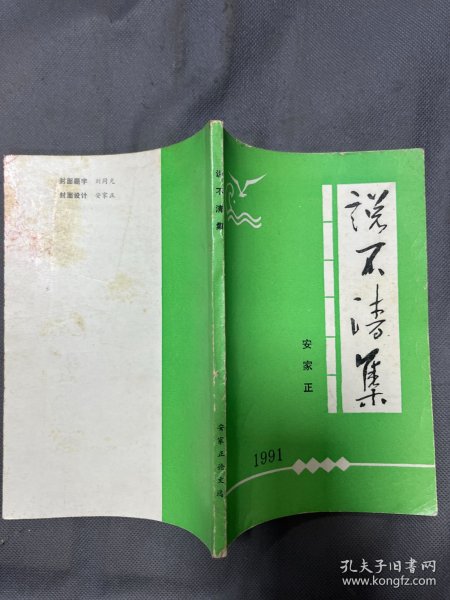 封面题字 刘同光
封面设计 安家正
说不清集
安家正论文选
说不清集
安家正
1991
孔夫子旧书网
www.kongfz.com